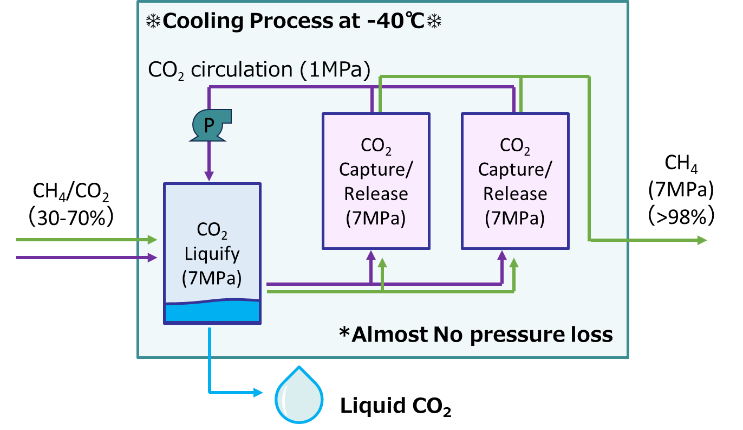 ❄Cooling Process at -40℃❄
CO₂ circulation (1MPa)
P
CH₄/CO₂
(30-70%)
CO₂
Liquify
(7MPa)
CO₂
Capture/
Release
(7MPa)
CO₂
Capture/
Release
(7MPa)
CH₄
(7MPa)
(>98%)
*Almost No pressure loss
Liquid CO₂